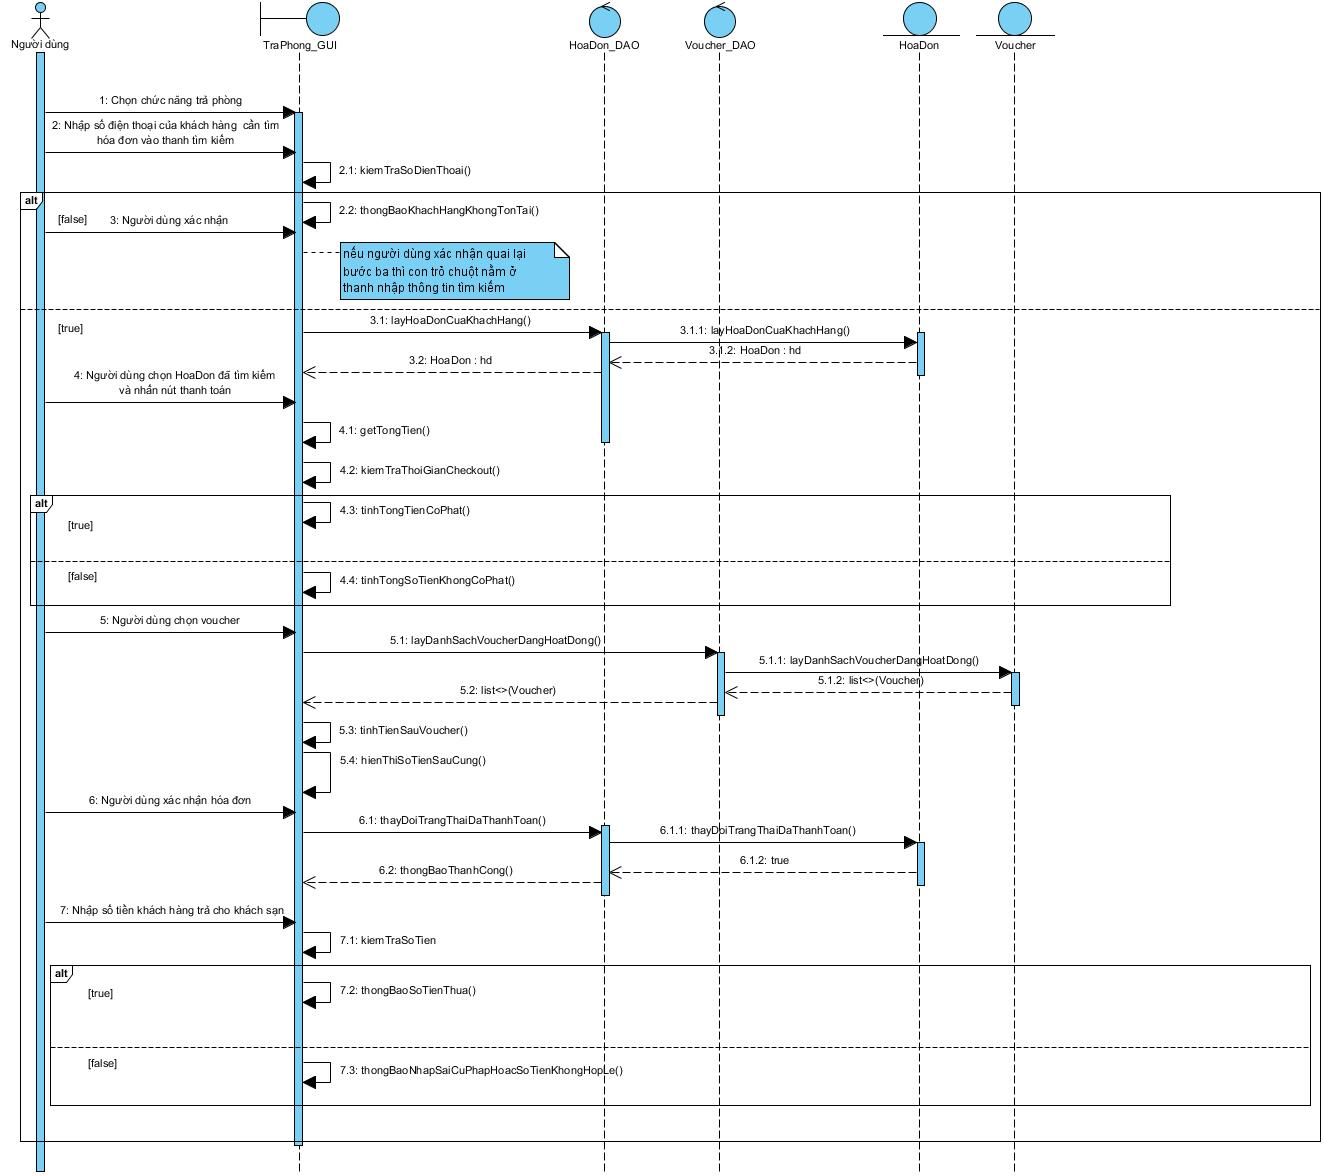 Người dùng
TraPhong_GUI
HoaDon_DAO
Voucher_DAO
HoaDon
Voucher
1: Chọn chức năng trả phòng
2: Nhập số điện thoại của khách hàng cần tìm
hóa đơn vào thanh tìm kiếm
2.1: kiemTraSoDienThoai()
alt
2.2: thongBaoKhachHangKhongTonTai()
[false]
3: Người dùng xác nhận
nếu người dùng xác nhận quai lại
bước ba thì con trỏ chuột nằm ở
thanh nhập thông tin tìm kiếm
[true]
3.1: layHoaDonCuaKhachHang()
3.1.1: layHoaDonCuaKhachHang()
3.1.2: HoaDon : hd
3.2: HoaDon : hd
4: Người dùng chọn HoaDon đã tìm kiếm
và nhấn nút thanh toán
4.1: getTongTien()
4.2: kiemTraThoiGianCheckout()
alt
4.3: tinhTongTienCoPhat()
[true]
[false]
4.4: tinhTongSoTienKhongCoPhat()
5: Người dùng chọn voucher
5.1: layDanhSachVoucherDangHoatDong()
5.1.1: layDanhSachVoucherDangHoatDong()
5.1.2: list<>(Voucher)
5.2: list<>(Voucher)
5.3: tinhTienSauVoucher()
5.4: hienThiSoTienSauCung()
6: Người dùng xác nhận hóa đơn
6.1: thayDoiTrangThaiDaThanhToan()
6.1.1: thayDoiTrangThaiDaThanhToan()
6.1.2: true
6.2: thongBaoThanhCong()
7: Nhập số tiền khách hàng trả cho khách sạn
7.1: kiemTraSoTien
alt
[true]
7.2: thongBaoSoTienThua()
[false]
7.3: thongBaoNhapSaiCuPhapHoacSoTienKhongHopLe()